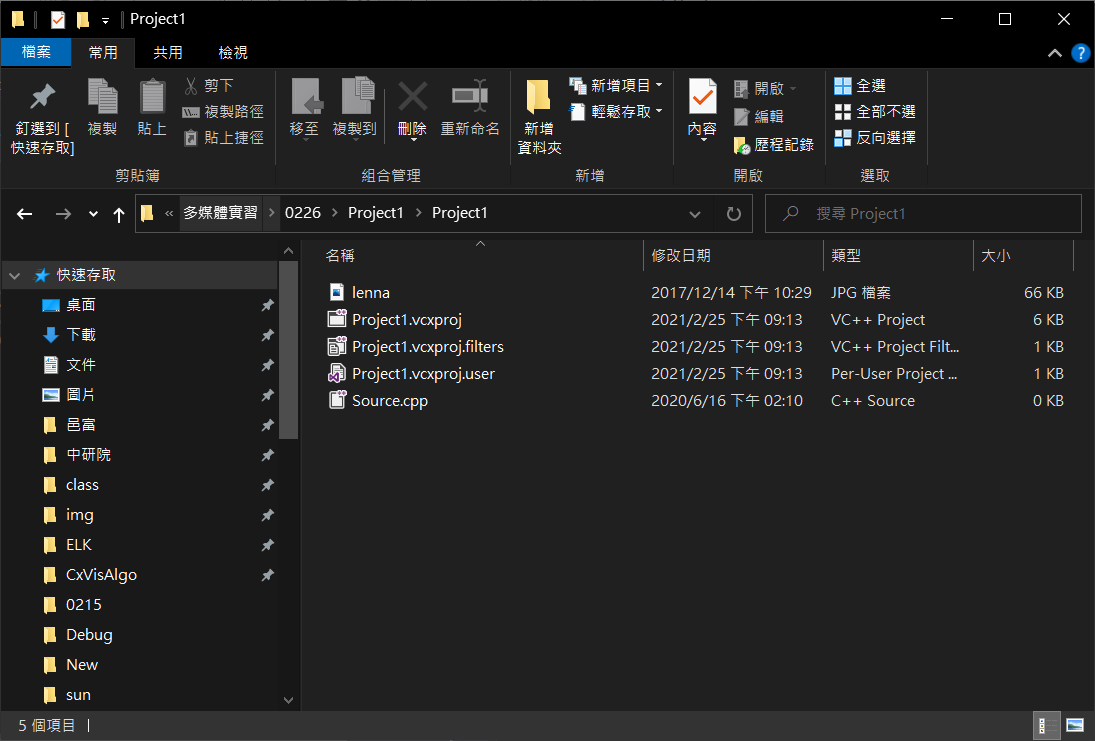 Project1
檔案 常用 共用 檢視
釘選到 [快速存取]
複製
貼上
剪下
複製路徑
貼上捷徑
剪貼簿
移至
複製到
刪除
重新命名
組合管理
新增資料夾
新增項目
輕鬆存取
新增
內容
開啟
編輯
歷程記錄
開啟
全選
全部不選
反向選擇
選取
« 多媒體實習 > 0226 > Project1 > Project1
搜尋 Project1
快速存取
桌面
下載
文件
圖片
邑富
中研院
class
img
ELK
CxVisAlgo
0215
Debug
New
sun
名稱 修改日期 類型 大小
lenna 2017/12/14 下午 10:29 JPG 檔案 66 KB
Project1.vcxproj 2021/2/25 下午 09:13 VC++ Project 6 KB
Project1.vcxproj.filters 2021/2/25 下午 09:13 VC++ Project Filt... 1 KB
Project1.vcxproj.user 2021/2/25 下午 09:13 Per-User Project ... 1 KB
Source.cpp 2020/6/16 下午 02:10 C++ Source 0 KB
5 個項目